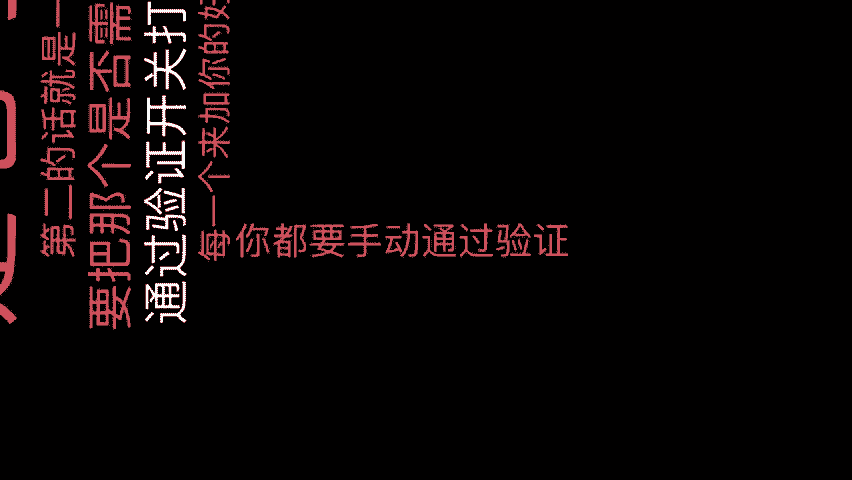 第二的话就是一
要把那个是否需
通过验证开关打
每一个来加你的好
你都要手动通过验证